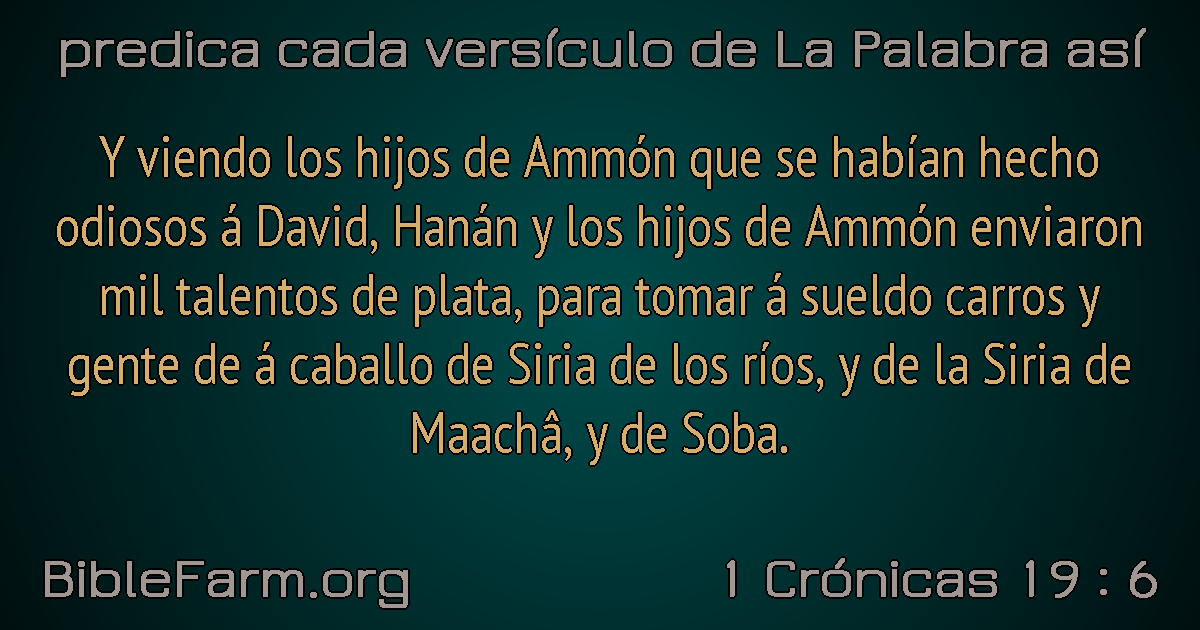 predica cada versículo de La Palabra así
Y viendo los hijos de Ammón que se habían hecho
odiosos á David, Hanán y los hijos de Ammón enviaron
mil talentos de plata, para tomar á sueldo carros y
gente de á caballo de Siria de los ríos, y de la Siria de
Maachâ, y de Soba.
BibleFarm.org
1 Crónicas 19 : 6